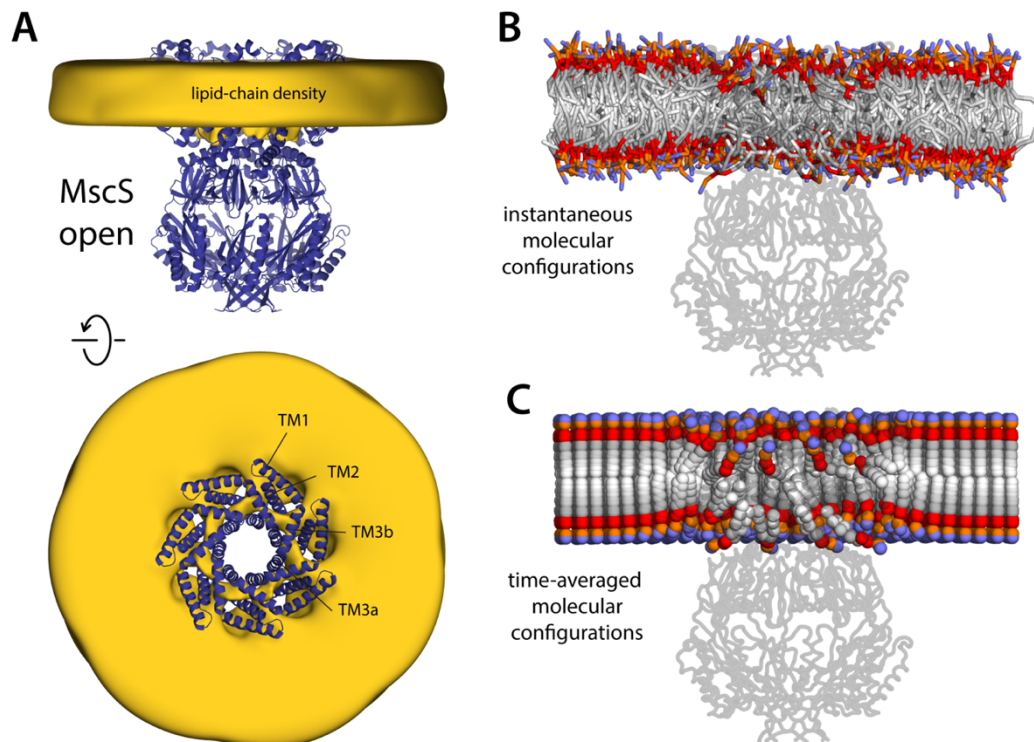 A
lipid-chain density
MscS
open
TM1
TM2
TM3b
TM3a
B
instantaneous
molecular
configurations
C
time-averaged
molecular
configurations